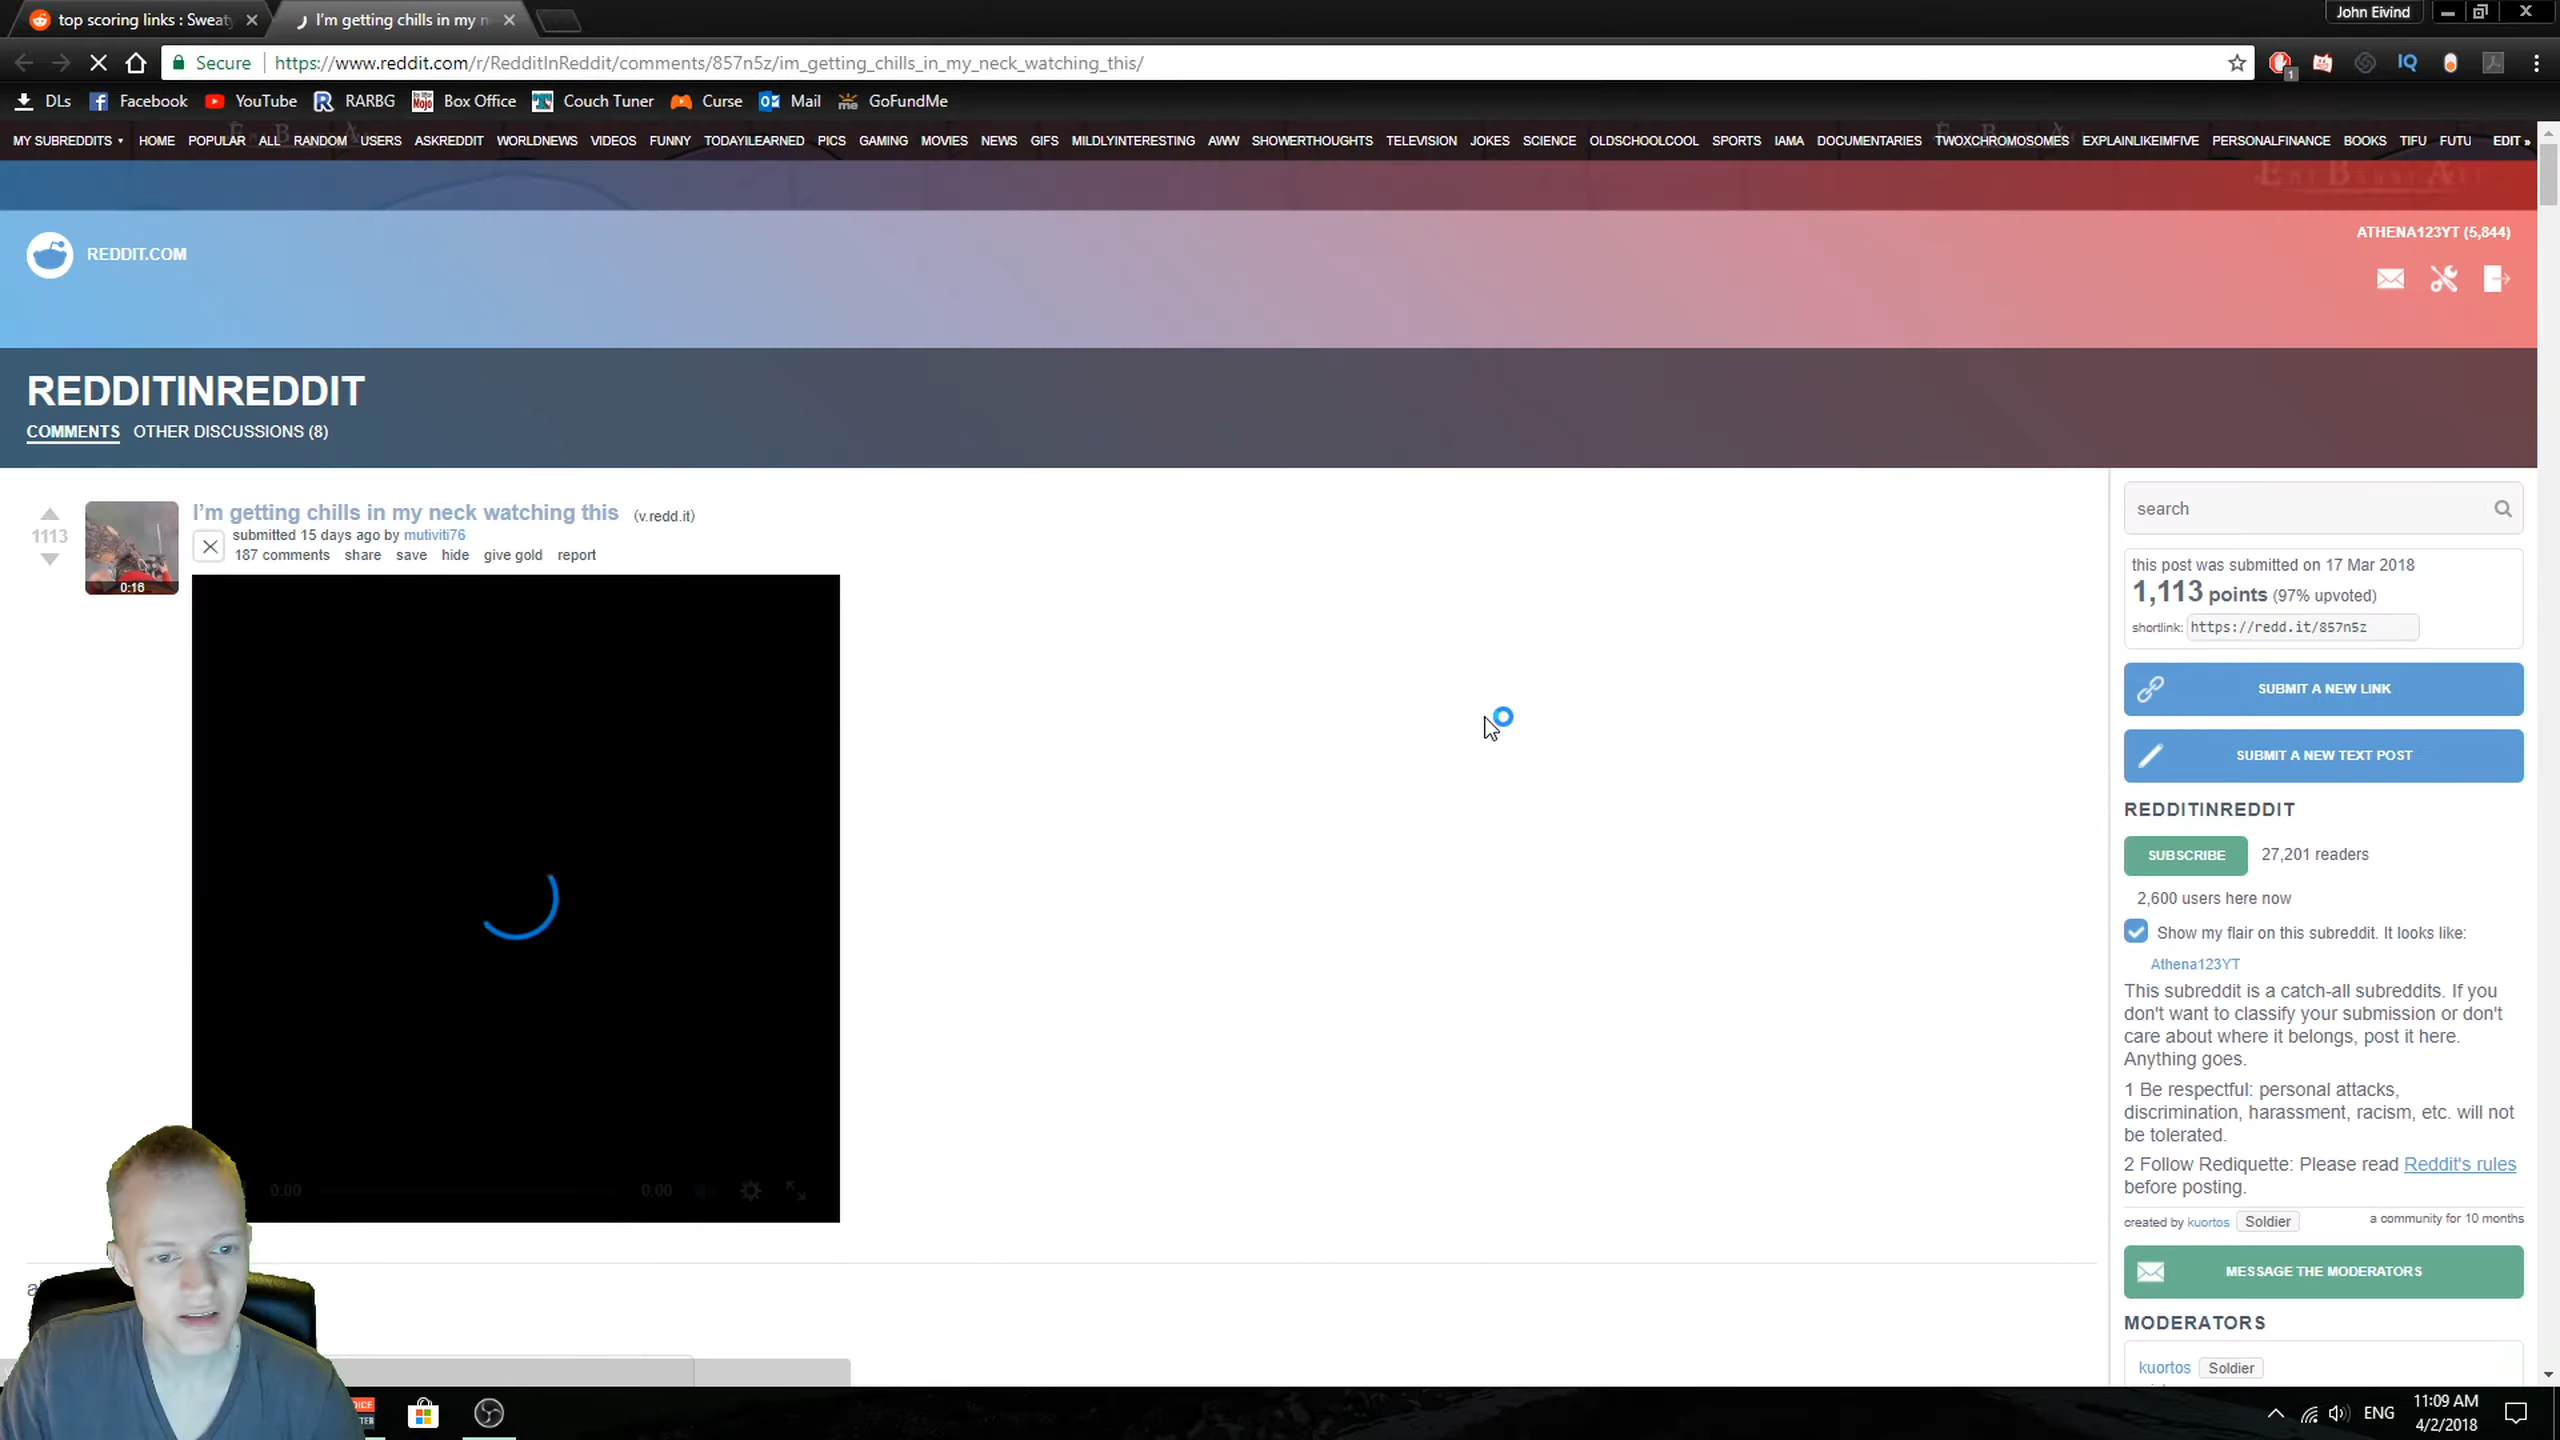 top scoring links : Sweaty
I'm getting chills in my n
John Eivind
Secure
https://www.reddit.com/r/RedditInReddit/comments/857n5z/im_getting_chills_in_my_neck_watching_this/
1
IQ
DLs Facebook YouTube RARBG Box Office Couch Tuner Curse Mail GoFundMe
MY SUBREDDITS HOME POPULAR ALL RANDOM USERS ASKREDDIT WORLDNEWS VIDEOS FUNNY TODAYILEARNED PICS GAMING MOVIES NEWS GIFS MILDLYINTERESTING AWW SHOWERTHOUGHTS TELEVISION JOKES SCIENCE OLDSCHOOLCOOL SPORTS IAMA DOCUMENTARIES TWOXCHROMOSOMES EXPLAINLIKEIMFIVE PERSONALFINANCE BOOKS TIFU FUTU EDIT »
REDDIT.COM
ATHENA123YT (5,844)
REDDITINREDDIT
COMMENTS OTHER DISCUSSIONS (8)
1113
0:16
I'm getting chills in my neck watching this (v.redd.it)
submitted 15 days ago by mutiviti76
187 comments share save hide give gold report
0:00 0:00
search
this post was submitted on 17 Mar 2018
1,113 points (97% upvoted)
shortlink: https://redd.it/857n5z
SUBMIT A NEW LINK
SUBMIT A NEW TEXT POST
REDDITINREDDIT
SUBSCRIBE 27,201 readers
2,600 users here now
Show my flair on this subreddit. It looks like:
Athena123YT
This subreddit is a catch-all subreddits. If you
don't want to classify your submission or don't
care about where it belongs, post it here.
Anything goes.
1 Be respectful: personal attacks,
discrimination, harassment, racism, etc. will not
be tolerated.
2 Follow Rediquette: Please read Reddit's rules
before posting.
created by kuortos Soldier a community for 10 months
MESSAGE THE MODERATORS
MODERATORS
kuortos Soldier
ENG
11:09 AM
4/2/2018